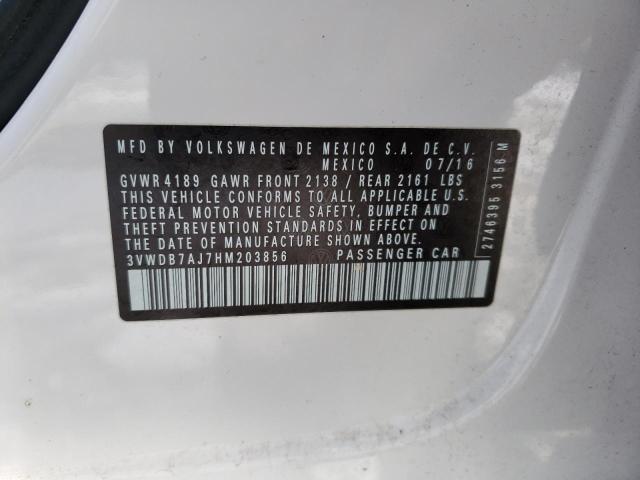 MFD BY VOLKSWAGEN DE MEXICO S.A. DE C.V.
MEXICO 07/16
GVWR 4189 GAWR FRONT 2138 / REAR 2161 LBS
THIS VEHICLE CONFORMS TO ALL APPLICABLE U.S.
FEDERAL MOTOR VEHICLE SAFETY, BUMPER AND
THEFT PREVENTION STANDARDS IN EFFECT ON
THE DATE OF MANUFACTURE SHOWN ABOVE.
3VWDB7AJ7HM203856 PASSENGER CAR
2746395 3156 M